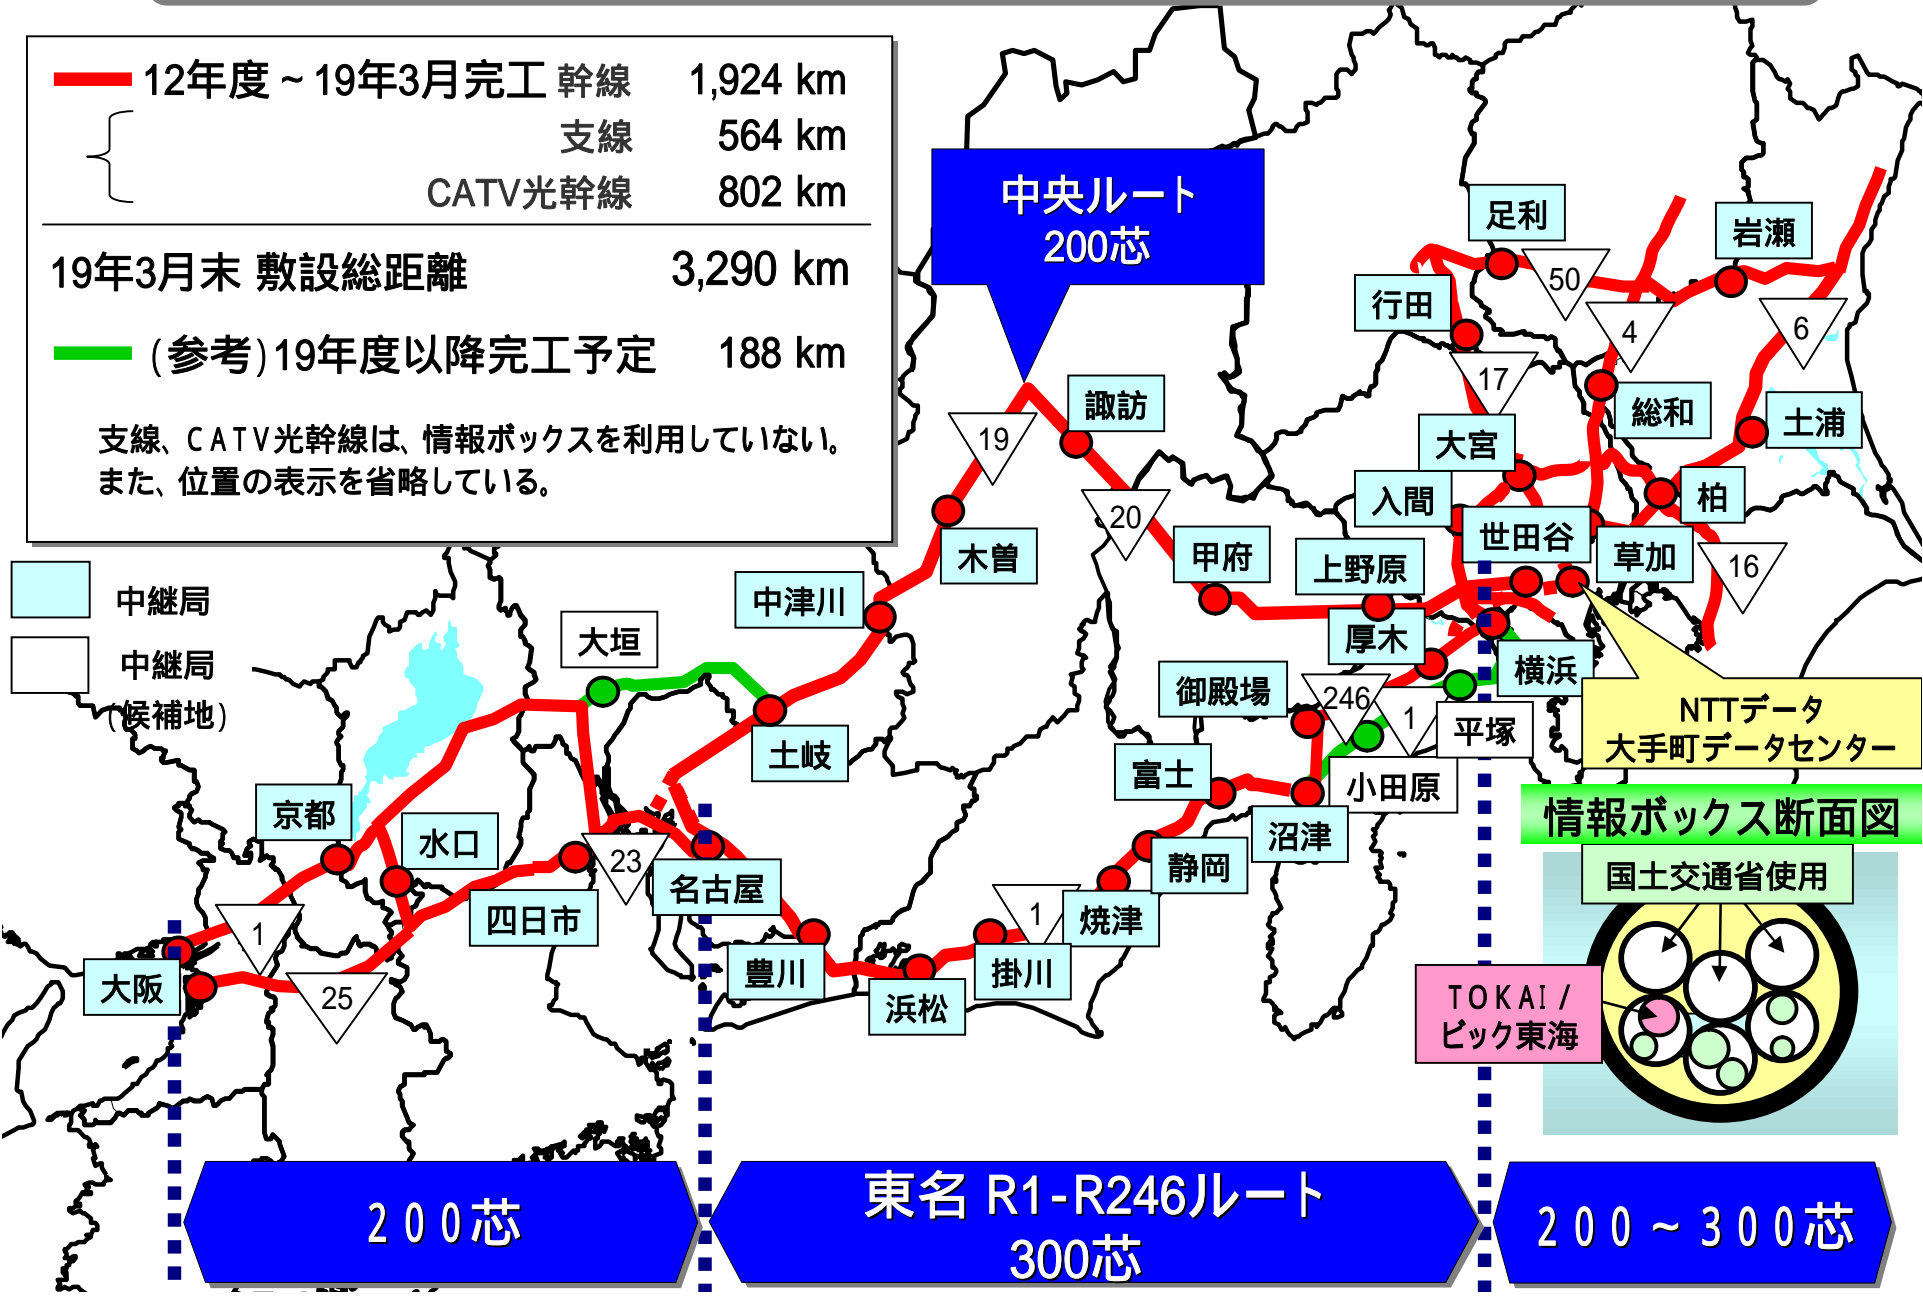 12年度～19年3月完工 幹線 1,924 km
支線 564 km
CATV光幹線 802 km
19年3月末 敷設総距離 3,290 km
(参考)19年度以降完工予定 188 km
支線、CATV光幹線は、情報ボックスを利用していない。
また、位置の表示を省略している。
中継局
中継局
(候補地)
中央ルート
200芯
足利
岩瀬
50
行田
4
6
17
総和
土浦
諏訪
19
大宮
入間
柏
20
世田谷
木曽
甲府
上野原
草加
16
中津川
大垣
厚木
横浜
御殿場
246
1
平塚
NTTデータ
大手町データセンター
土岐
富士
小田原
京都
水口
沼津
情報ボックス断面図
23
静岡
国土交通省使用
名古屋
四日市
1
1
焼津
大阪
25
豊川
掛川
浜松
TOKAI/
ビック東海
200芯
東名 R1-R246ルート
300芯
200～300芯